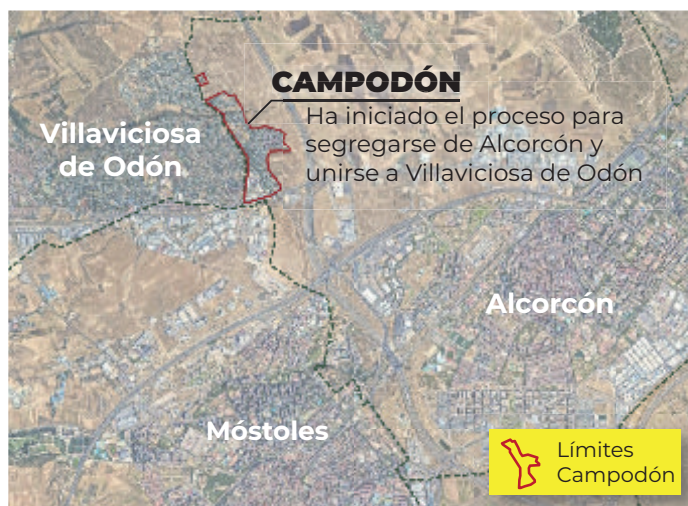 CAMPODÓN
Ha iniciado el proceso para
segregarse de Alcorcón y
unirse a Villaviciosa de Odón
Villaviciosa
de Odón
Alcorcón
Móstoles
Límites
Campodón